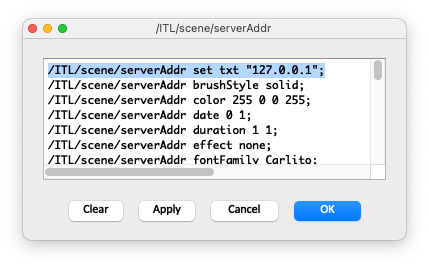 /ITL/scene/serverAddr
/ITL/scene/serverAddr set txt "127.0.0.1";
/ITL/scene/serverAddr brushStyle solid;
/ITL/scene/serverAddr color 255 0 0 255;
/ITL/scene/serverAddr date 0 1;
/ITL/scene/serverAddr duration 1 1;
/ITL/scene/serverAddr effect none;
/ITL/scene/serverAddr fontFamily Carlito;
Clear Apply Cancel OK